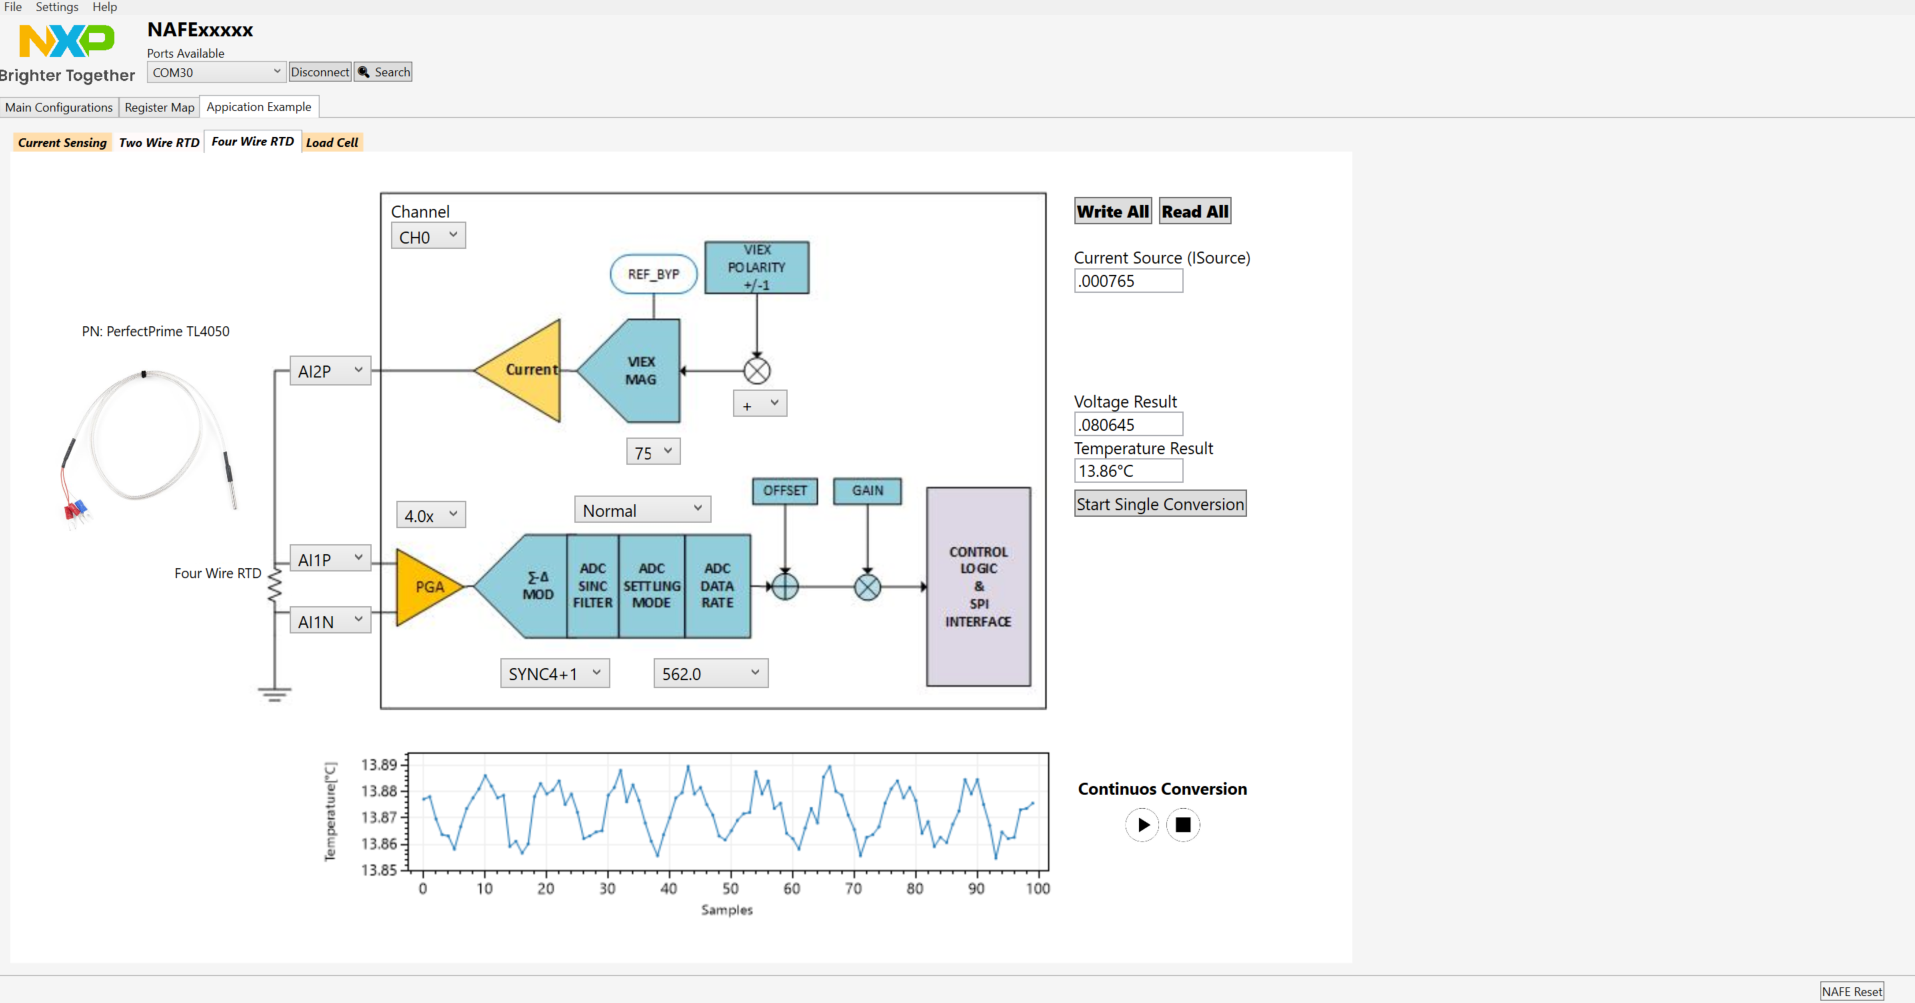 File Settings Help
NXP
Brighter Together
NAFExxxxx
Ports Available
COM30 Disconnect Search
Main Configurations Register Map Appication Example
Current Sensing Two Wire RTD Four Wire RTD Load Cell
Channel
CH0
REF_BYP
VIEX
POLARITY
+/-1
Write All Read All
Current Source (ISource)
.000765
PN: PerfectPrime TL4050
AI2P
Current
VIEX
MAG
+
75
Voltage Result
.080645
Temperature Result
13.86°C
Start Single Conversion
4.0x
Normal
OFFSET
GAIN
Four Wire RTD
AI1P
AI1N
PGA
Σ-Δ
MOD
ADC
SINC
FILTER
ADC
SETTLING
MODE
ADC
DATA
RATE
CONTROL
LOGIC
&
SPI
INTERFACE
SYNC4+1
562.0
Temperature[°C]
13.89
13.88
13.87
13.86
13.85
0 10 20 30 40 50 60 70 80 90 100
Samples
Continuos Conversion
NAFE Reset